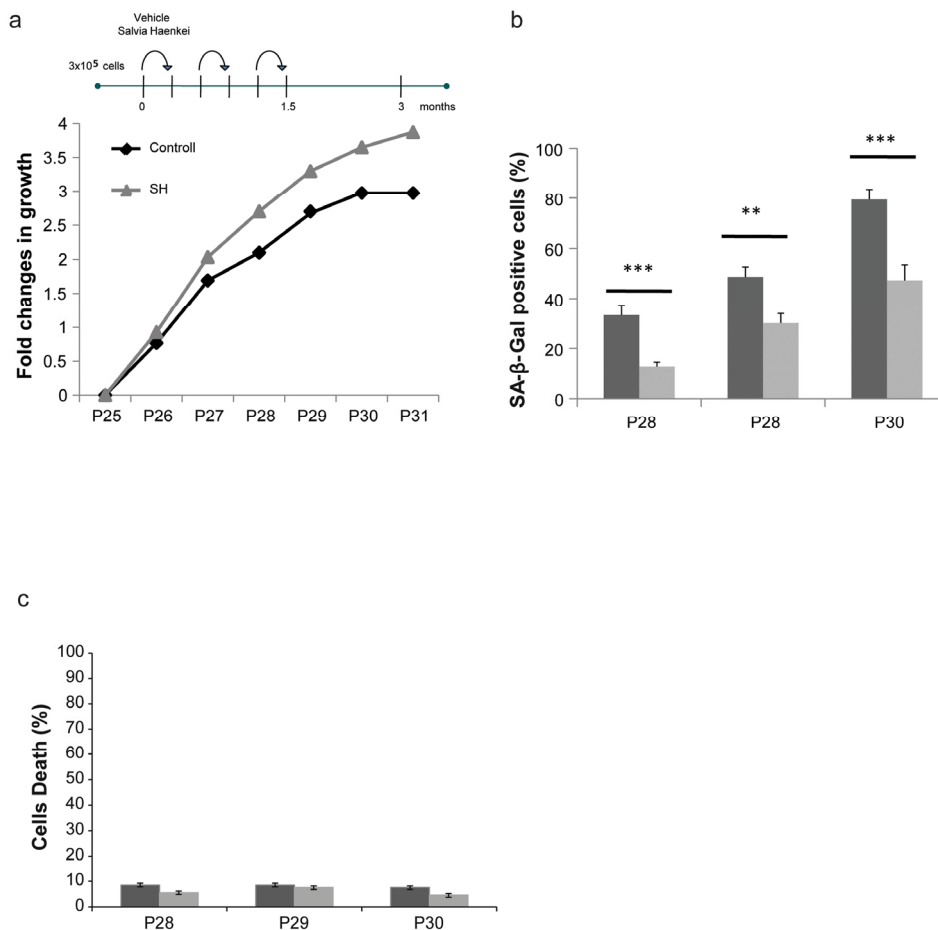 a
Vehicle
Salvia Haenkei
3x10⁵ cells
0 1.5 3 months
Fold changes in growth
4
3.5
3
2.5
2
1.5
1
0.5
0
Controll
SH
P25 P26 P27 P28 P29 P30 P31
b
SA-β-Gal positive cells (%)
100
80
60
40
20
0
***
**
***
P28 P28 P30
c
Cells Death (%)
100
90
80
70
60
50
40
30
20
10
0
P28 P29 P30